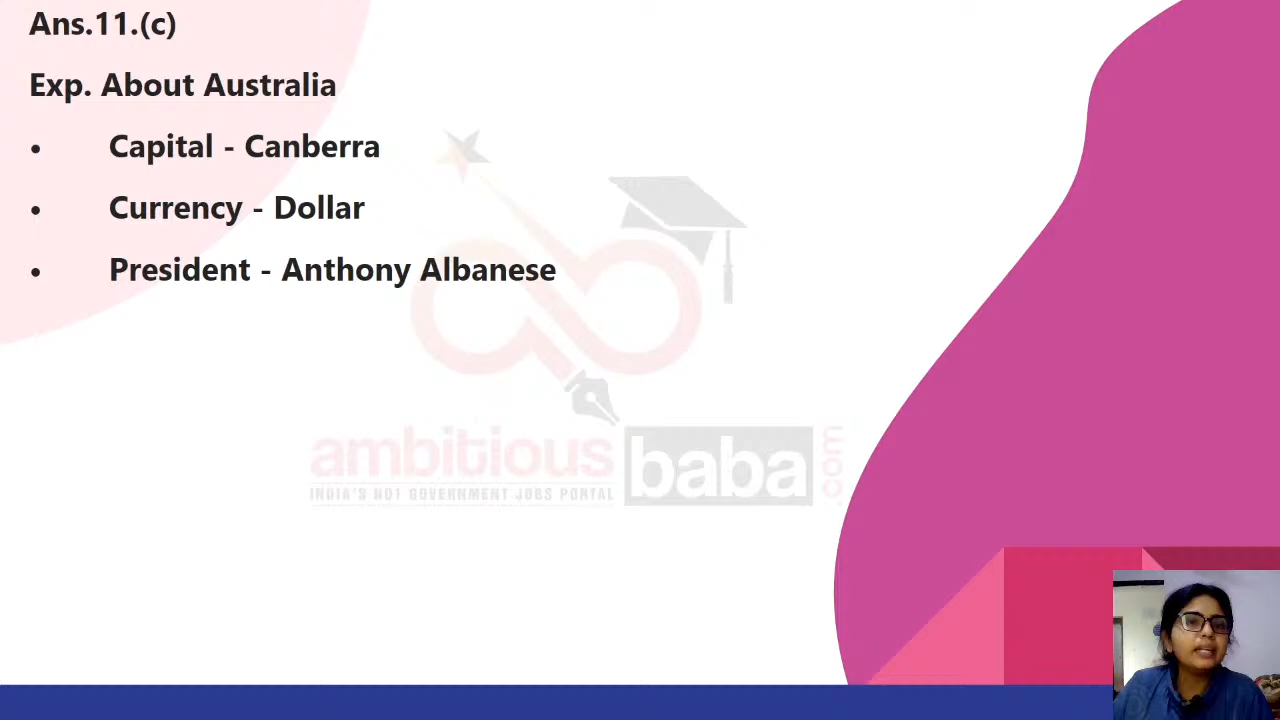 Ans.11.(c)
Exp. About Australia
• Capital - Canberra
• Currency - Dollar
• President - Anthony Albanese
ambitious baba .com
INDIA'S NO1 GOVERNMENT JOBS PORTAL